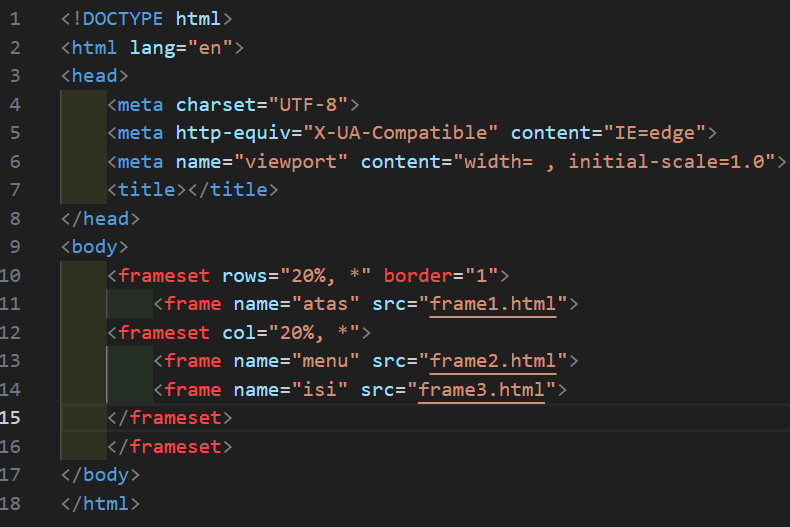 1 <!DOCTYPE html>
2 <html lang="en">
3 <head>
4     <meta charset="UTF-8">
5     <meta http-equiv="X-UA-Compatible" content="IE=edge">
6     <meta name="viewport" content="width= , initial-scale=1.0">
7     <title></title>
8 </head>
9 <body>
10     <frameset rows="20%, *" border="1">
11         <frame name="atas" src="frame1.html">
12     <frameset col="20%, *">
13         <frame name="menu" src="frame2.html">
14         <frame name="isi" src="frame3.html">
15     </frameset>
16     </frameset>
17 </body>
18 </html>